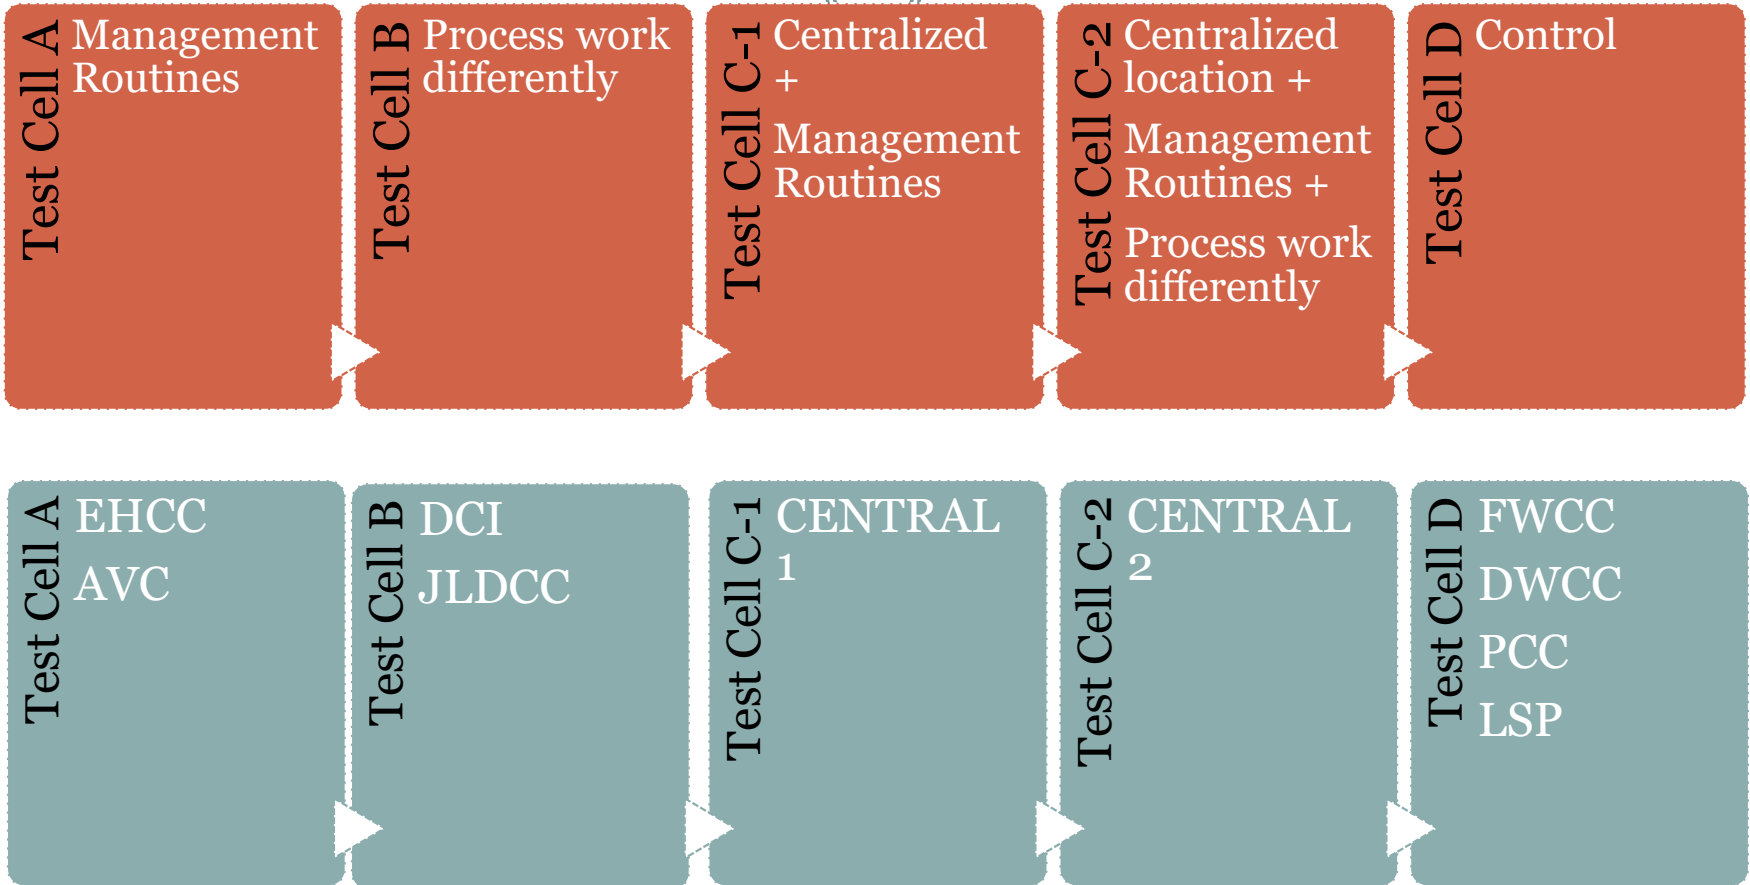 Test Cell A
Management
Routines
Test Cell B
Process work
differently
Test Cell C-1
Centralized
+
Management
Routines
Test Cell C-2
Centralized
location +
Management
Routines +
Process work
differently
Test Cell D
Control
Test Cell A
EHCC
AVC
Test Cell B
DCI
JLDCC
Test Cell C-1
CENTRAL
1
Test Cell C-2
CENTRAL
2
Test Cell D
FWCC
DWCC
PCC
LSP